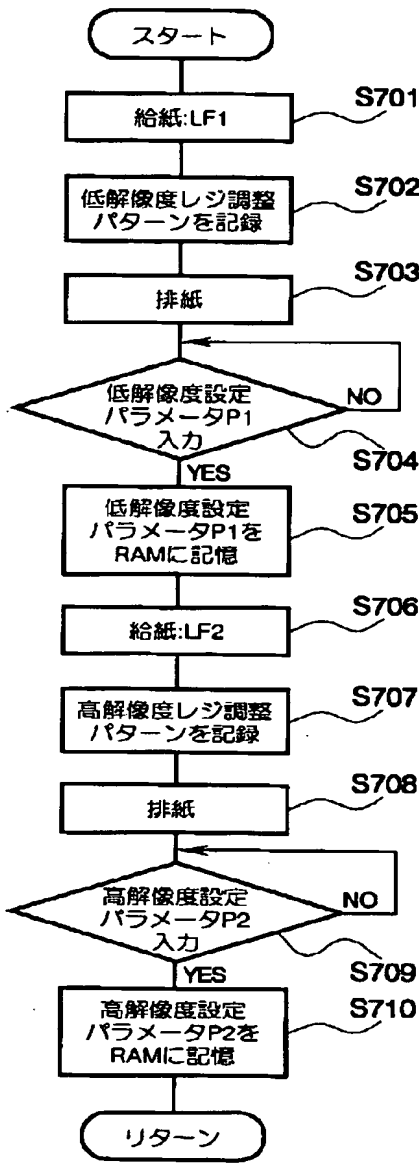 スタート
給紙:LF1
S701
低解像度レジ調整
パターンを記録
S702
排紙
S703
低解像度設定
パラメータP1
入力
NO
S704
YES
低解像度設定
パラメータP1を
RAMに記憶
S705
給紙:LF2
S706
高解像度レジ調整
パターンを記録
S707
排紙
S708
高解像度設定
パラメータP2
入力
NO
S709
YES
高解像度設定
パラメータP2を
RAMに記憶
S710
リターン